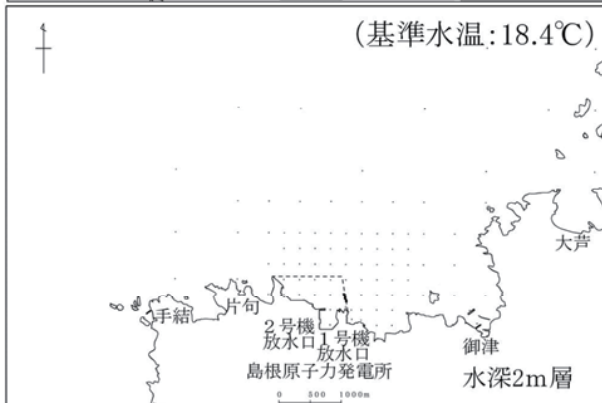 (基準水温:18.4℃)
大芦
手結
片句
2号機
放水口
1号機
放水口
御津
島根原子力発電所
水深2m層
0 500 1000m